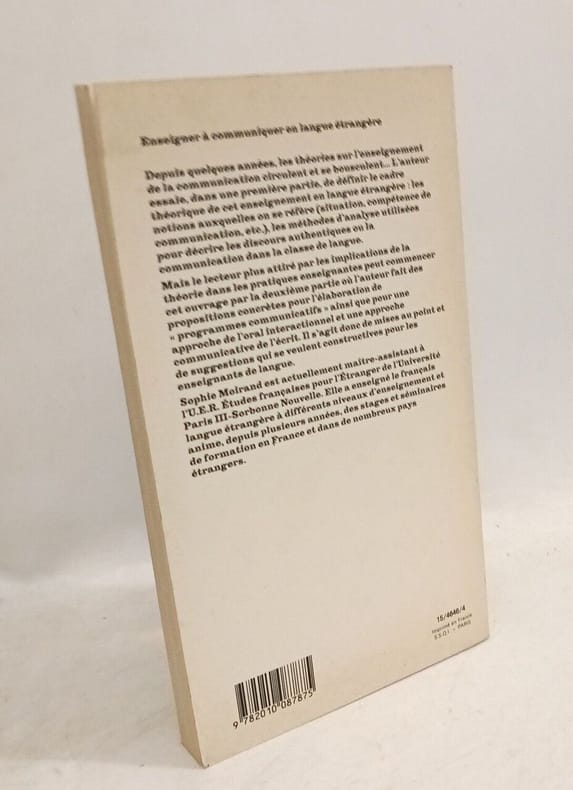 Enseigner à communiquer en langue étrangère
Depuis quelques années, les théories sur l'enseignement
de la communication circulent et se bousculent... L'auteur
essaie, dans une première partie, de définir le cadre
théorique de cet enseignement en langue étrangère : les
notions auxquelles on se réfère (situation, compétence de
communication, etc.), les méthodes d'analyse utilisées
pour décrire les discours authentiques ou la
communication dans la classe de langue.
Mais le lecteur plus attiré par les implications de la
théorie dans les pratiques enseignantes peut commencer
cet ouvrage par la deuxième partie où l'auteur fait des
propositions concrètes pour l'élaboration de
« programmes communicatifs » ainsi que pour une
approche de l'oral interactionnel et une approche
communicative de l'écrit. Il s'agit donc de mises au point et
de suggestions qui se veulent constructives pour les
enseignants de langue.
Sophie Moirand est actuellement maître-assistant à
l'U.E.R. Études françaises pour l'Étranger de l'Université
Paris III-Sorbonne Nouvelle. Elle a enseigné le français
langue étrangère à différents niveaux d'enseignement et
anime, depuis plusieurs années, des stages et séminaires
de formation en France et dans de nombreux pays
étrangers.
15/4646/4
Imprimé en France
S.S.O.I. - PARIS
9 782010 087875